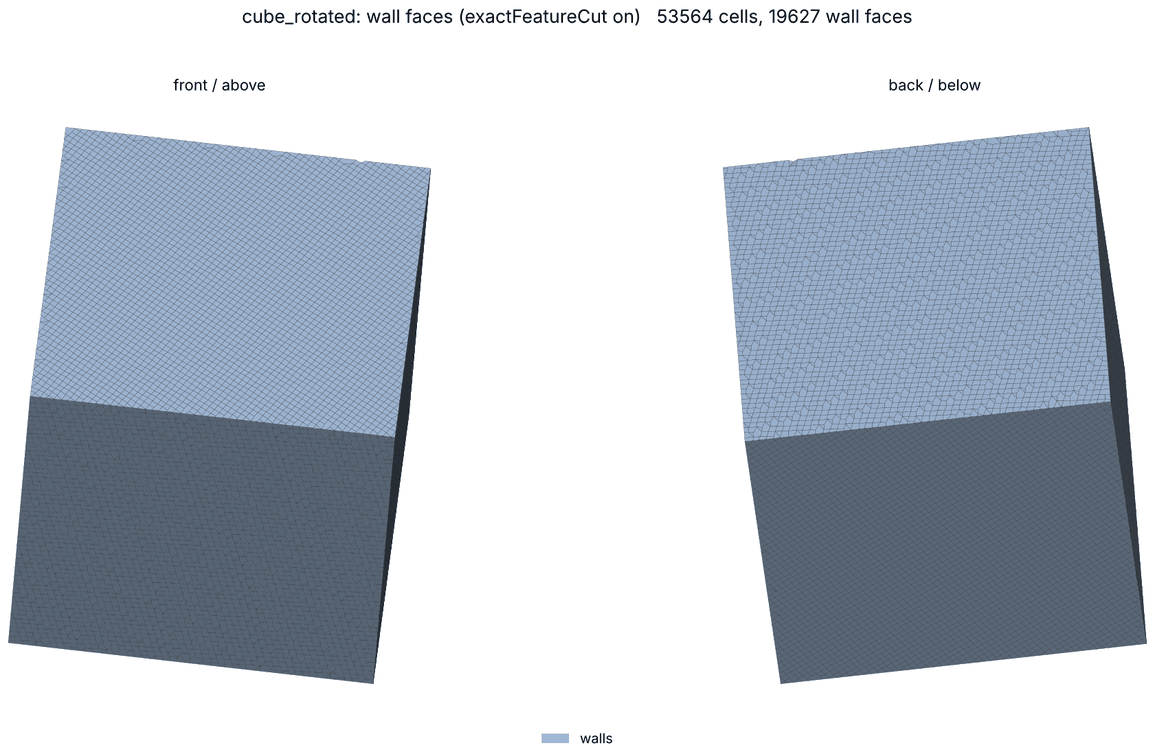 cube_rotated: wall faces (exactFeatureCut on)   53564 cells, 19627 wall faces
front / above
back / below
walls